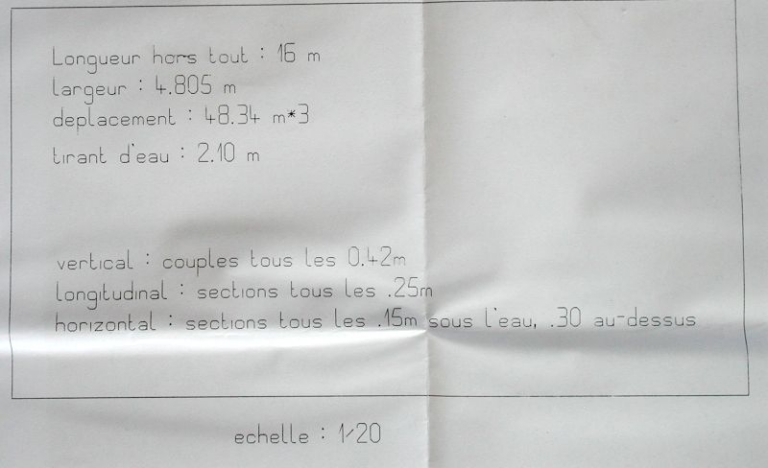 Longueur hors tout : 16 m
largeur : 4.805 m
deplacement : 48.34 m*3
tirant d'eau : 2.10 m
vertical : couples tous les 0.42m
longitudinal : sections tous les .25m
horizontal : sections tous les .15m sous l'eau, .30 au-dessus
echelle : 1/20